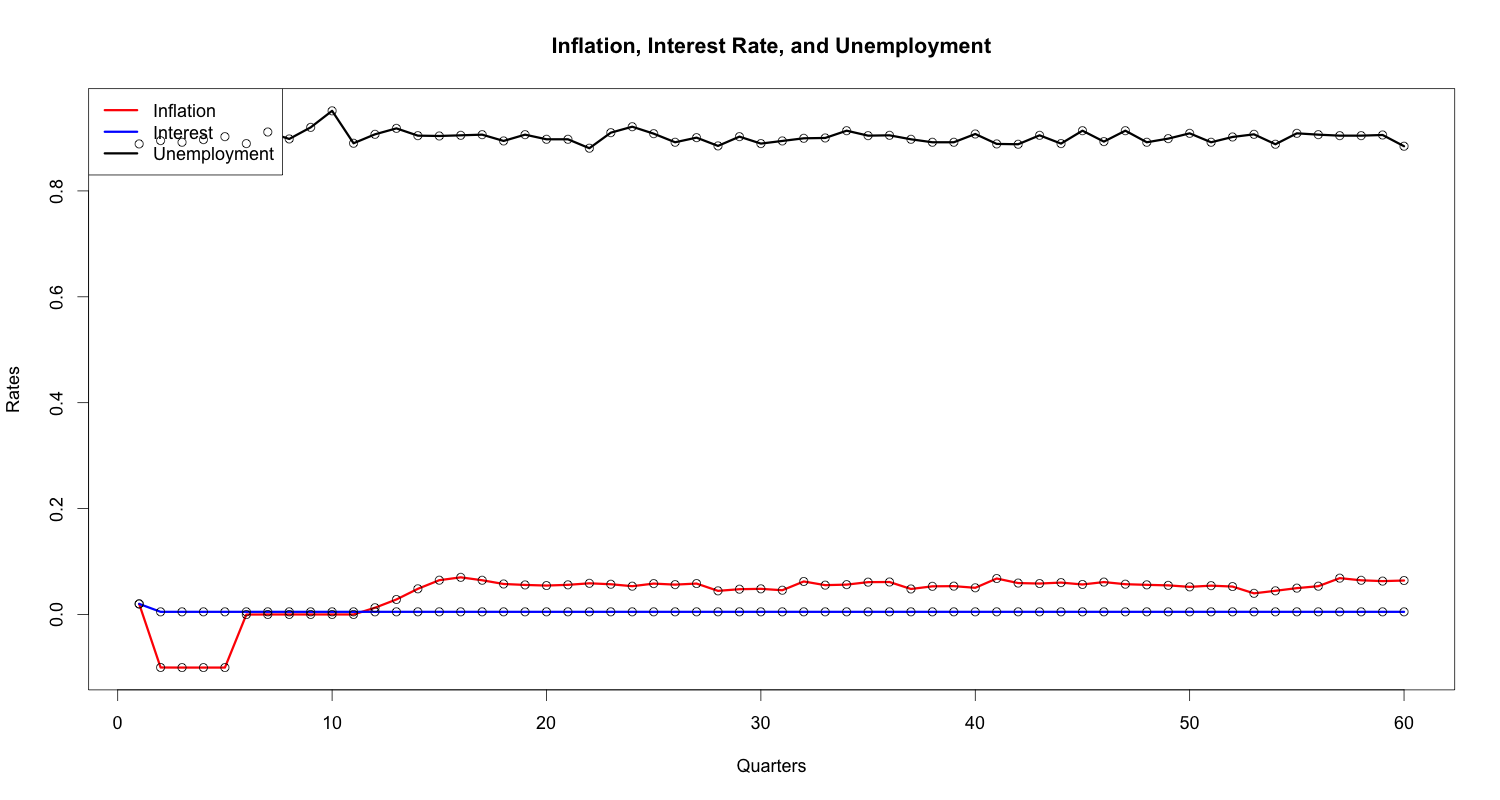 Inflation, Interest Rate, and Unemployment
Inflation
Interest
Unemployment
0.8
0.6
0.4
0.2
0.0
Rates
0
10
20
30
40
50
60
Quarters